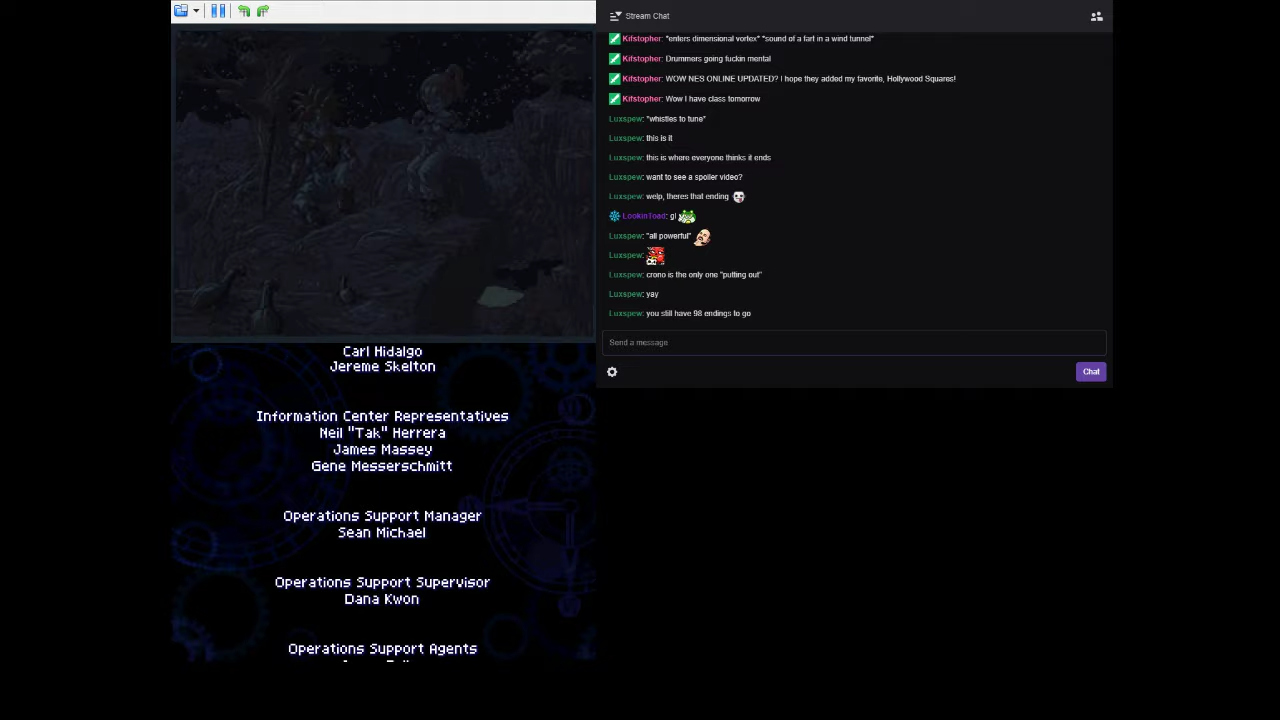 Stream Chat
Kifstopher: *enters dimensional vortex* *sound of a fart in a wind tunnel*
Kifstopher: Drummers going fuckin mental
Kifstopher: WOW NES ONLINE UPDATED? I hope they added my favorite, Hollywood Squares!
Kifstopher: Wow I have class tomorrow
Luxspew: *whistles to tune*
Luxspew: this is it
Luxspew: this is where everyone thinks it ends
Luxspew: want to see a spoiler video?
Luxspew: welp, theres that ending
LookinToad: gl
Luxspew: "all powerful"
Luxspew:
Luxspew: crono is the only one "putting out"
Luxspew: yay
Luxspew: you still have 98 endings to go
Send a message
Chat
Carl Hidalgo
Jereme Skelton
Information Center Representatives
Neil "Tak" Herrera
James Massey
Gene Messerschmitt
Operations Support Manager
Sean Michael
Operations Support Supervisor
Dana Kwon
Operations Support Agents